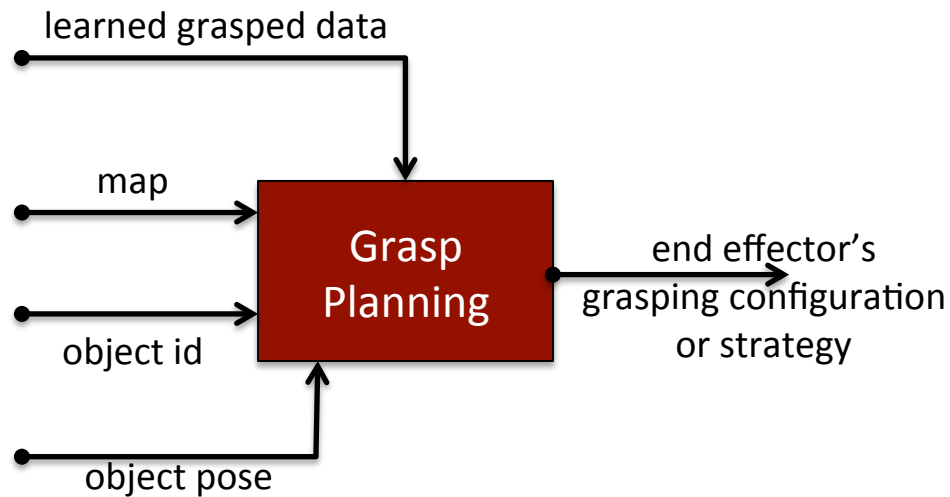 learned grasped data
map
Grasp
Planning
object id
object pose
end effector’s
grasping configuration
or strategy